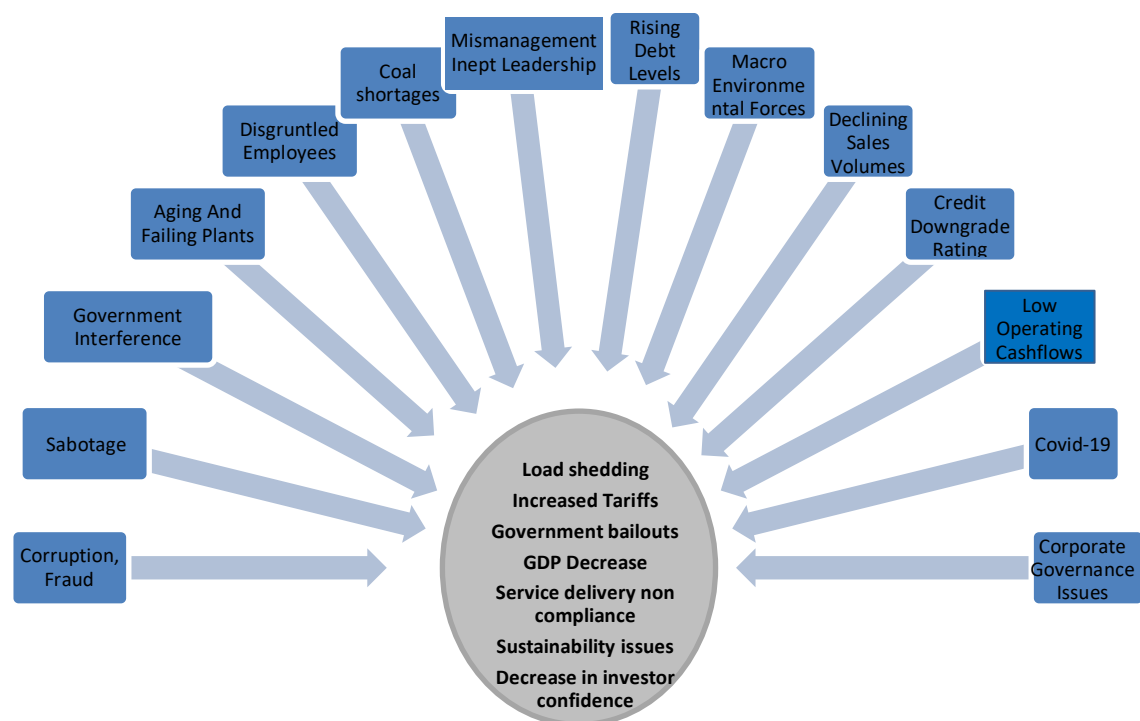 Corruption,
Fraud
Sabotage
Government
Interference
Aging And
Failing Plants
Disgruntled
Employees
Coal
shortages
Mismanagement
Inept Leadership
Rising
Debt
Levels
Macro
Environme
ntal Forces
Declining
Sales
Volumes
Credit
Downgrade
Rating
Low
Operating
Cashflows
Covid-19
Corporate
Governance
Issues
Load shedding
Increased Tariffs
Government bailouts
GDP Decrease
Service delivery non
compliance
Sustainability issues
Decrease in investor
confidence